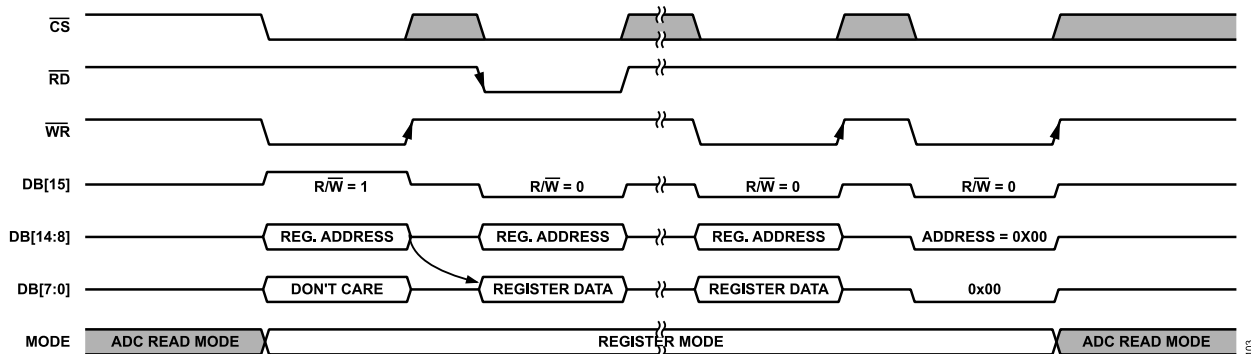 CS
RD
WR
DB[15] R/W = 1 R/W = 0 R/W = 0 R/W = 0
DB[14:8] REG. ADDRESS REG. ADDRESS REG. ADDRESS ADDRESS = 0X00
DB[7:0] DON'T CARE REGISTER DATA REGISTER DATA 0x00
MODE ADC READ MODE REGISTER MODE ADC READ MODE